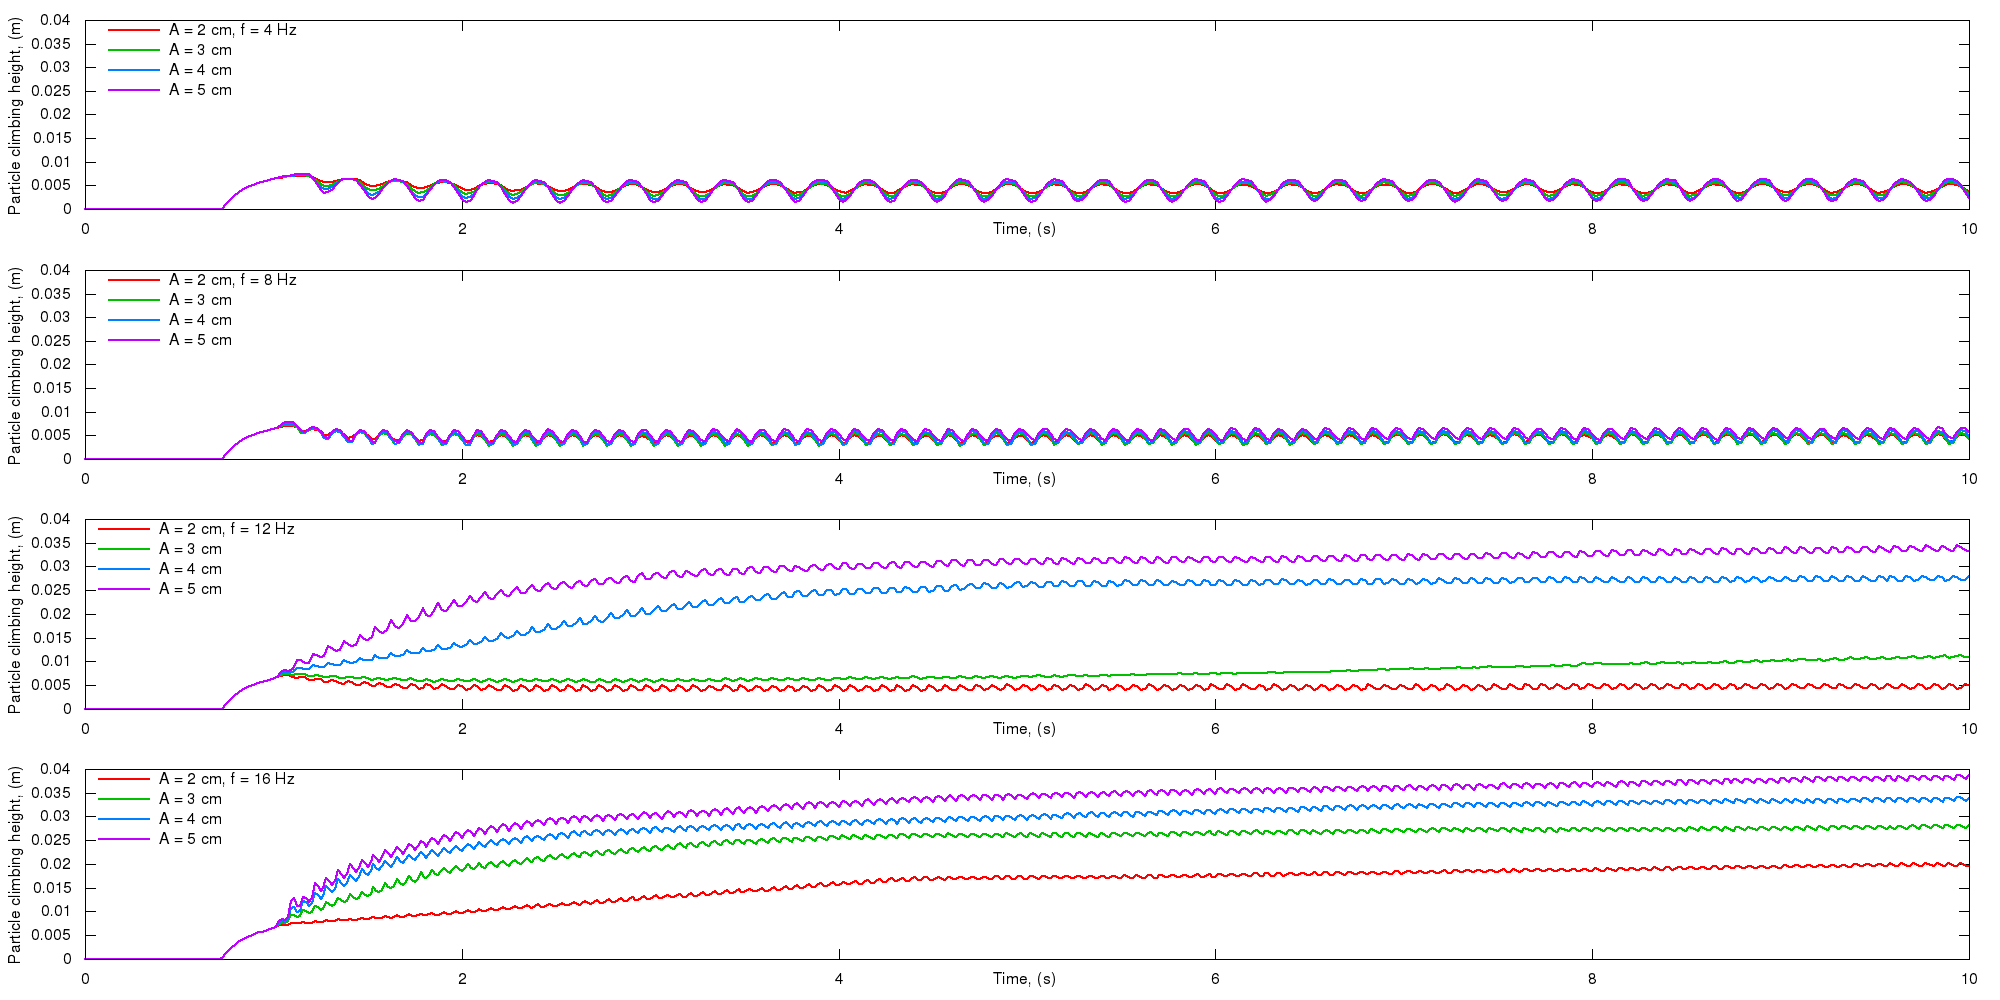 Particle climbing height, (m)
0.04
0.035
0.03
0.025
0.02
0.015
0.01
0.005
0
A = 2 cm, f = 4 Hz
A = 3 cm
A = 4 cm
A = 5 cm
0 2 4 6 8 10
Time, (s)
Particle climbing height, (m)
0.04
0.035
0.03
0.025
0.02
0.015
0.01
0.005
0
A = 2 cm, f = 8 Hz
A = 3 cm
A = 4 cm
A = 5 cm
0 2 4 6 8 10
Time, (s)
Particle climbing height, (m)
0.04
0.035
0.03
0.025
0.02
0.015
0.01
0.005
0
A = 2 cm, f = 12 Hz
A = 3 cm
A = 4 cm
A = 5 cm
0 2 4 6 8 10
Time, (s)
Particle climbing height, (m)
0.04
0.035
0.03
0.025
0.02
0.015
0.01
0.005
0
A = 2 cm, f = 16 Hz
A = 3 cm
A = 4 cm
A = 5 cm
0 2 4 6 8 10
Time, (s)